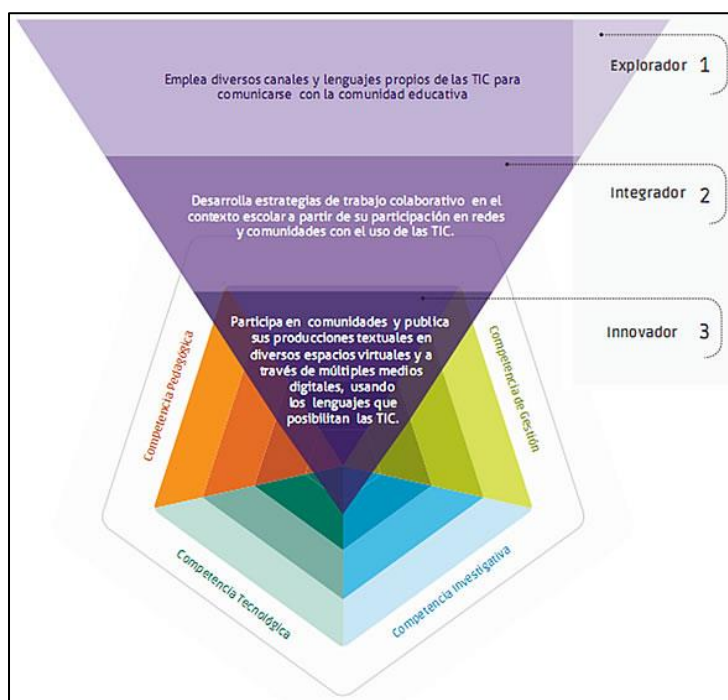 Emplea diversos canales y lenguajes propios de las TIC para
comunicarse con la comunidad educativa
Explorador 1
Desarrolla estrategias de trabajo colaborativo en el
contexto escolar a partir de su participación en redes
y comunidades con el uso de las TIC.
Integrador 2
Participa en comunidades y publica
sus producciones textuales en
diversos espacios virtuales y a
través de múltiples medios
digitales, usando
los lenguajes que
posibilitan las TIC.
Innovador 3
Competencia Pedagógica
Competencia de Gestión
Competencia Tecnológica
Competencia Investigativa